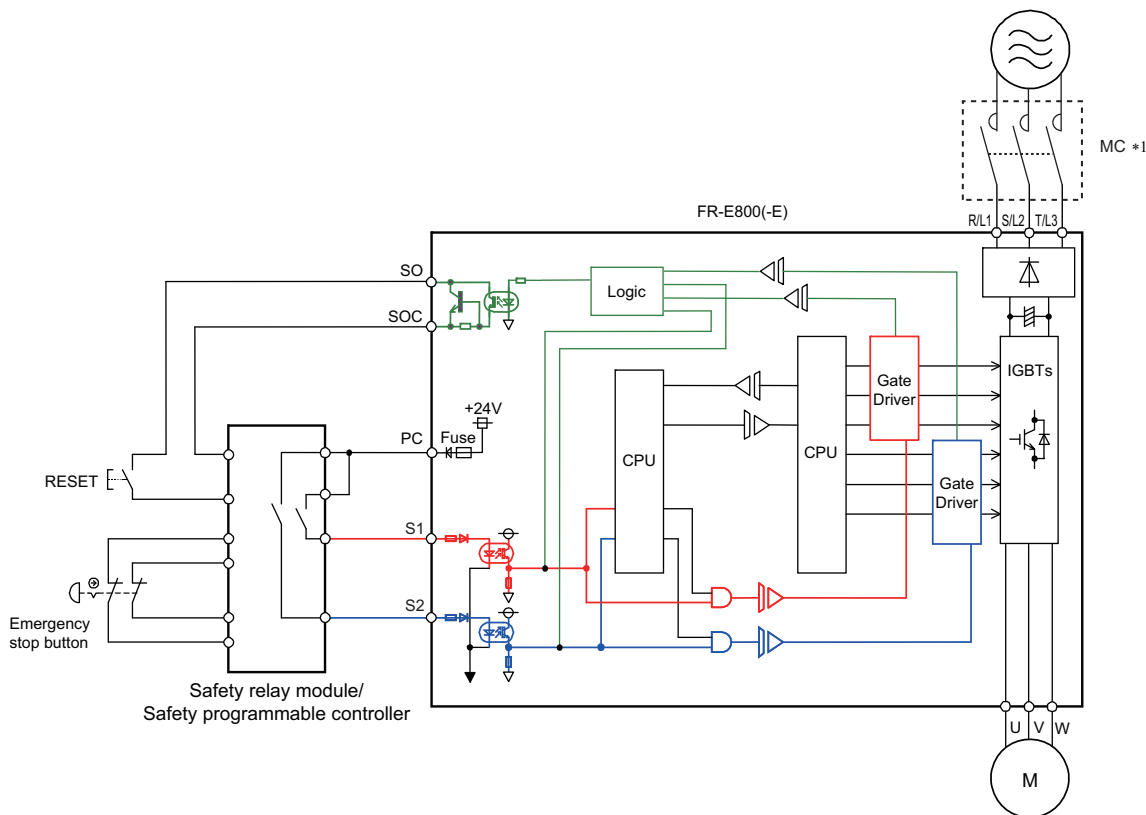 MC *1
FR-E800(-E)
R/L1 S/L2 T/L3
SO
SOC
Logic
+24V
PC
Fuse
CPU
CPU
Gate
Driver
Gate
Driver
IGBTs
RESET
S1
S2
Emergency
stop button
Safety relay module/
Safety programmable controller
U V W
M